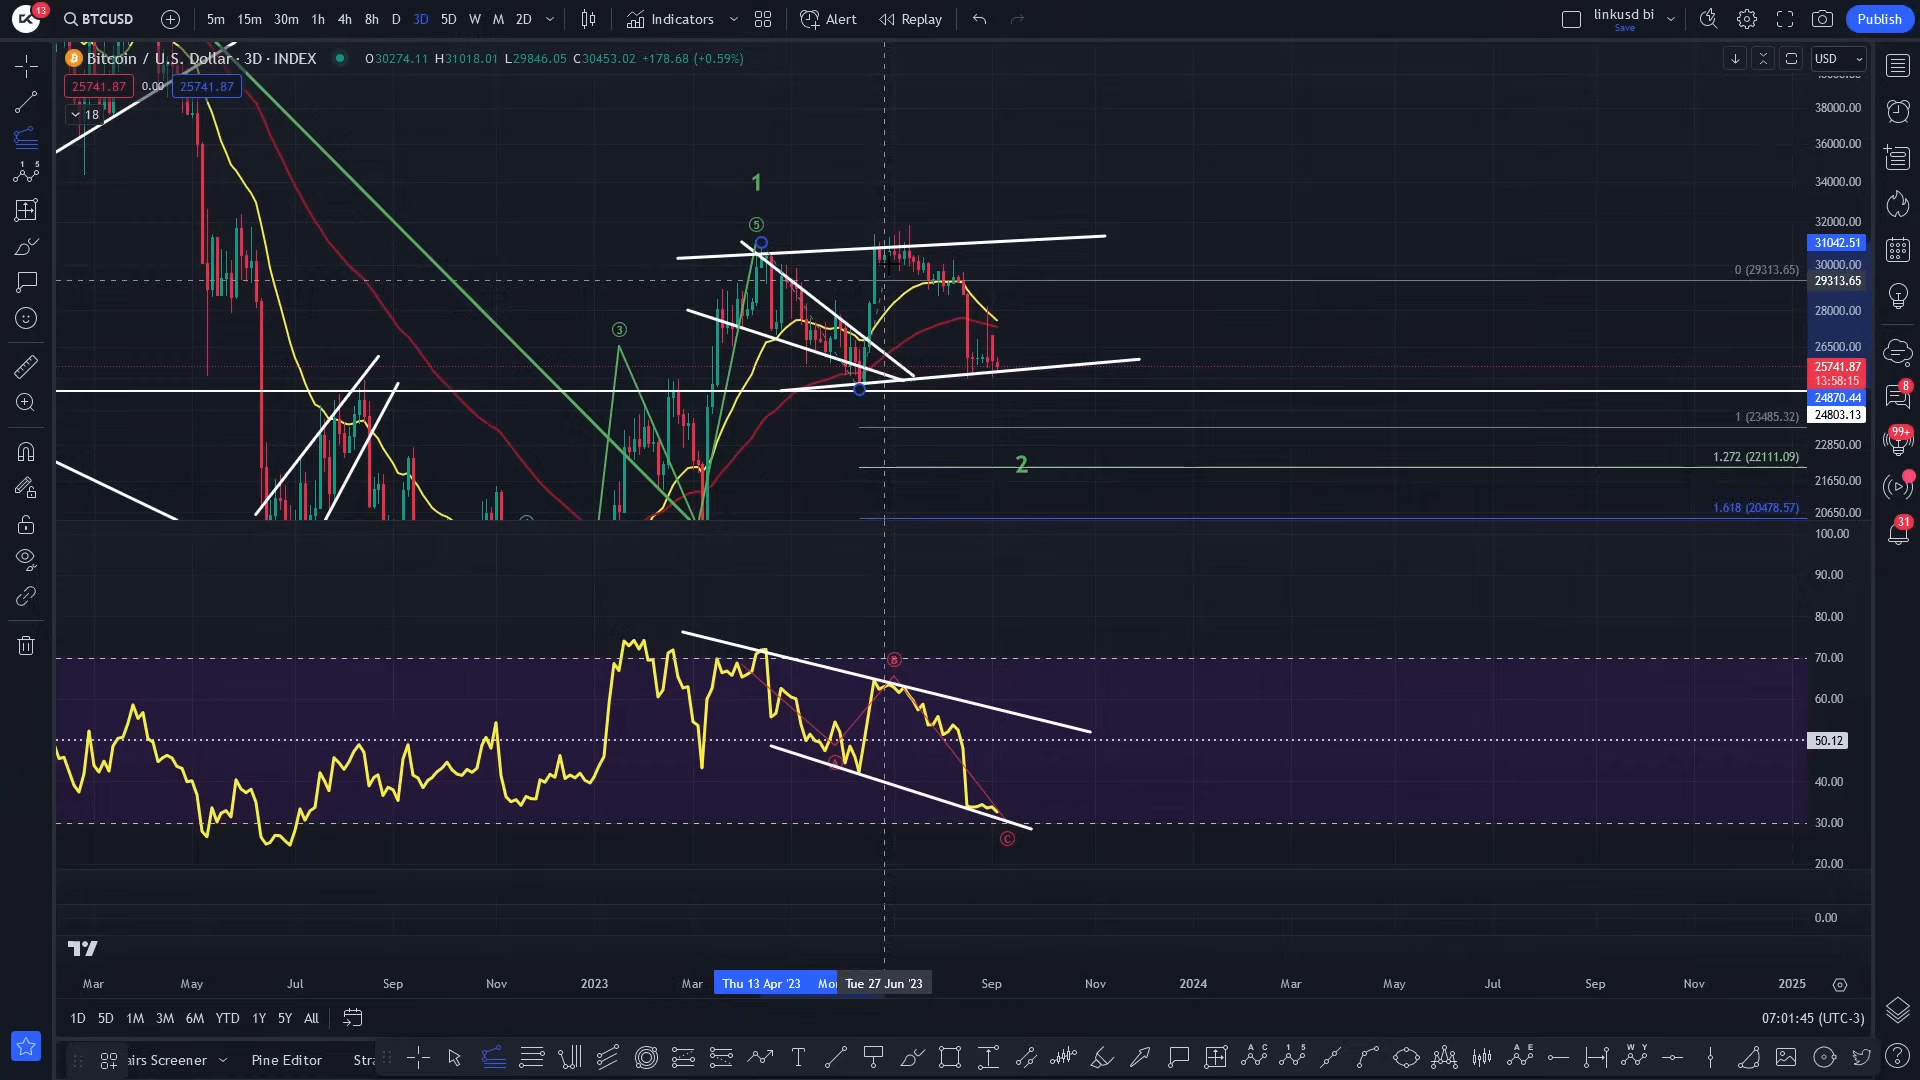 13
BTCUSD
5m 15m 30m 1h 4h 8h D 3D 5D W M 2D
Indicators
Alert
Replay
linkusd bi
Save
Publish
Bitcoin / U.S. Dollar · 3D · INDEX
O30274.11 H31018.01 L29846.05 C30453.02 +178.68 (+0.59%)
USD
25741.87 0.00 25741.87
18
38000.00
36000.00
34000.00
32000.00
31042.51
30000.00
29313.65
28000.00
26500.00
25741.87
13:58:15
24870.44
24803.13
22850.00
21650.00
20650.00
1
5
3
2
0 (29313.65)
1 (23485.32)
1.272 (22111.09)
1.618 (20478.57)
100.00
90.00
80.00
70.00
60.00
50.12
40.00
30.00
20.00
0.00
B
A
C
8
99+
31
Mar May Jul Sep Nov 2023 Mar Thu 13 Apr '23 Mo Tue 27 Jun '23 Sep Nov 2024 Mar May Jul Sep Nov 2025
1D 5D 1M 3M 6M YTD 1Y 5Y All
07:01:45 (UTC-3)
airs Screener
Pine Editor
Stra